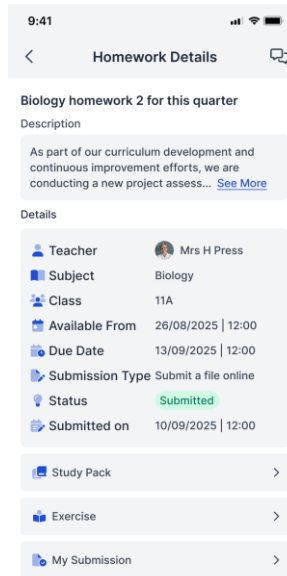 9:41
Homework Details
Biology homework 2 for this quarter
Description
As part of our curriculum development and
continuous improvement efforts, we are
conducting a new project assess... See More
Details
Teacher Mrs H Press
Subject Biology
Class 11A
Available From 26/08/2025 | 12:00
Due Date 13/09/2025 | 12:00
Submission Type Submit a file online
Status Submitted
Submitted on 10/09/2025 | 12:00
Study Pack
Exercise
My Submission